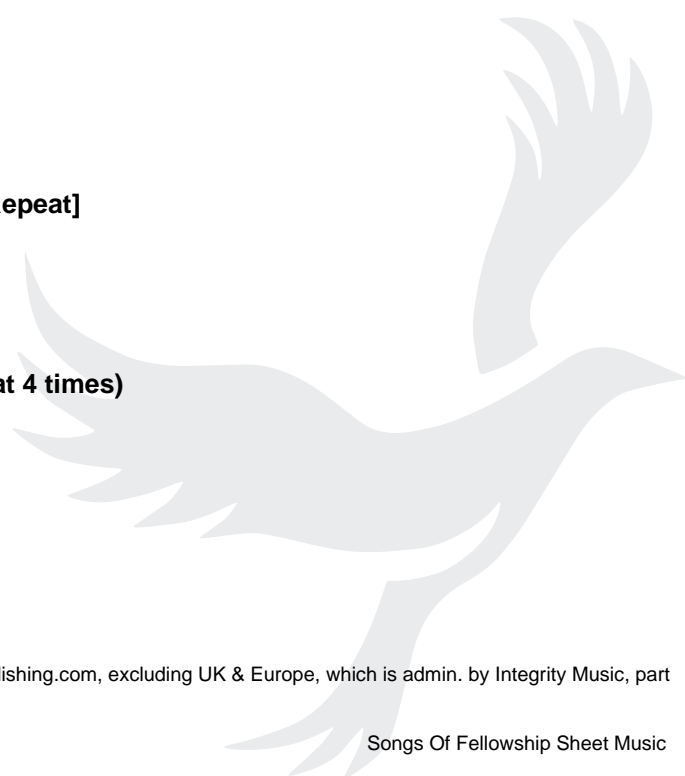 epeat]
at 4 times)
lishing.com, excluding UK & Europe, which is admin. by Integrity Music, part
Songs Of Fellowship Sheet Music